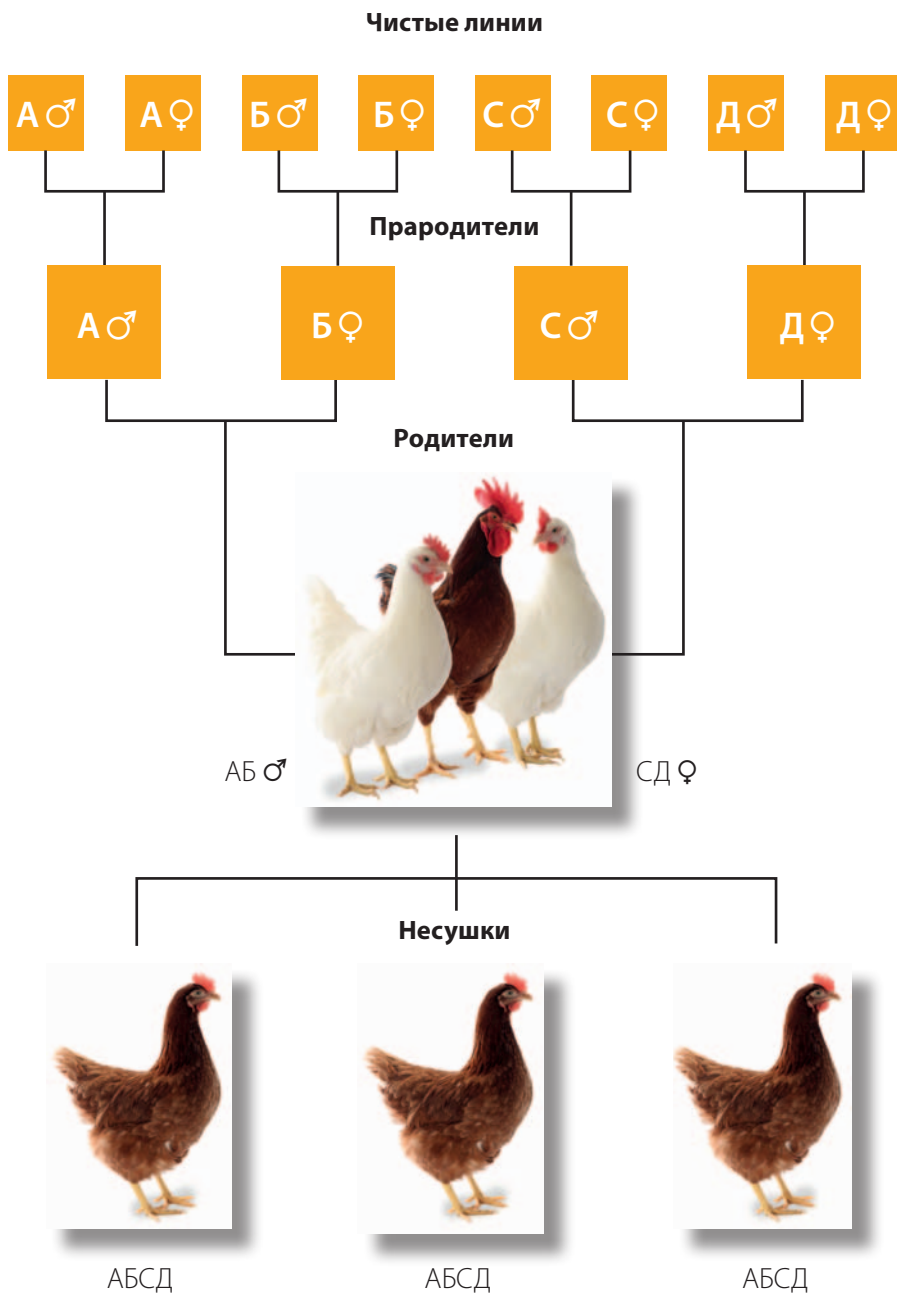 Чистые линии
А♂ А♀ Б♂ Б♀ С♂ С♀ Д♂ Д♀
Прародители
А♂ Б♀ С♂ Д♀
Родители
АБ ♂ СД ♀
Несушки
АБСД АБСД АБСД